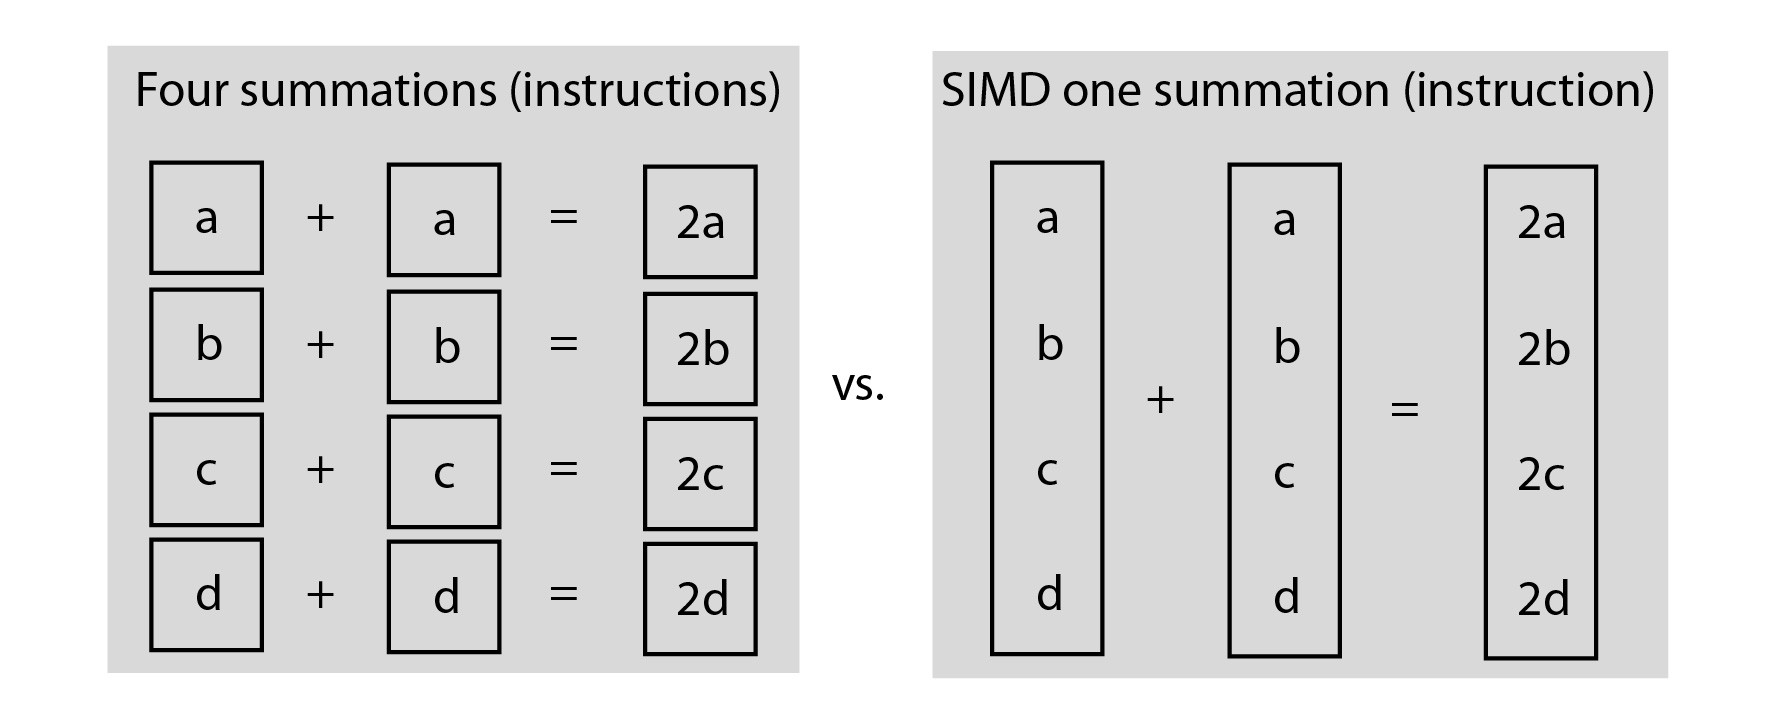 Four summations (instructions)
a + a = 2a
b + b = 2b
c + c = 2c
d + d = 2d
vs.
SIMD one summation (instruction)
a a 2a
b b 2b
+ =
c c 2c
d d 2d